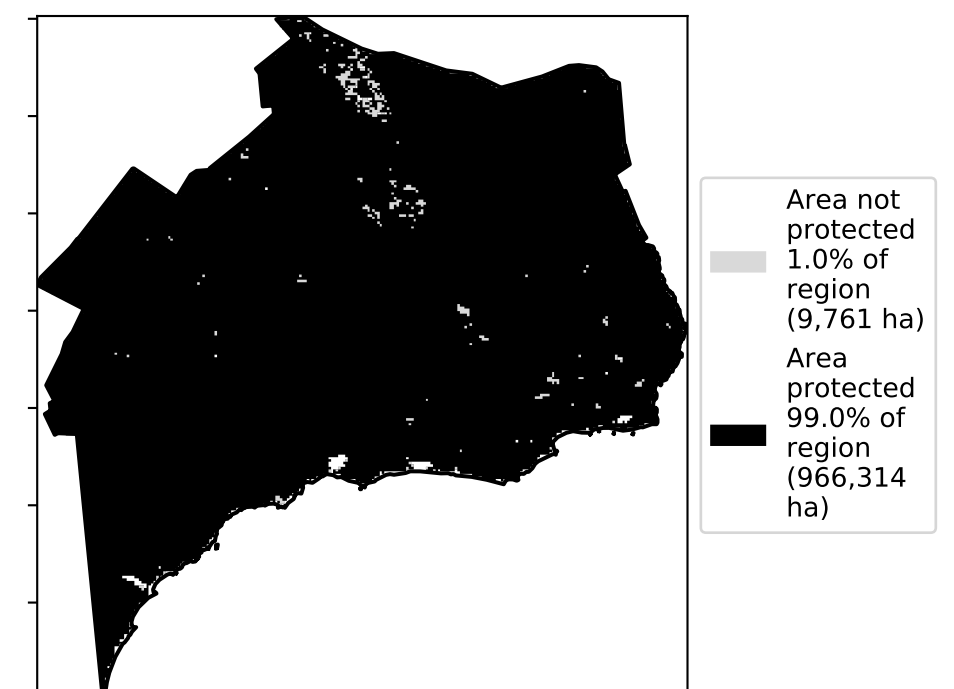 Area not
protected
1.0% of
region
(9,761 ha)
Area
protected
99.0% of
region
(966,314
ha)